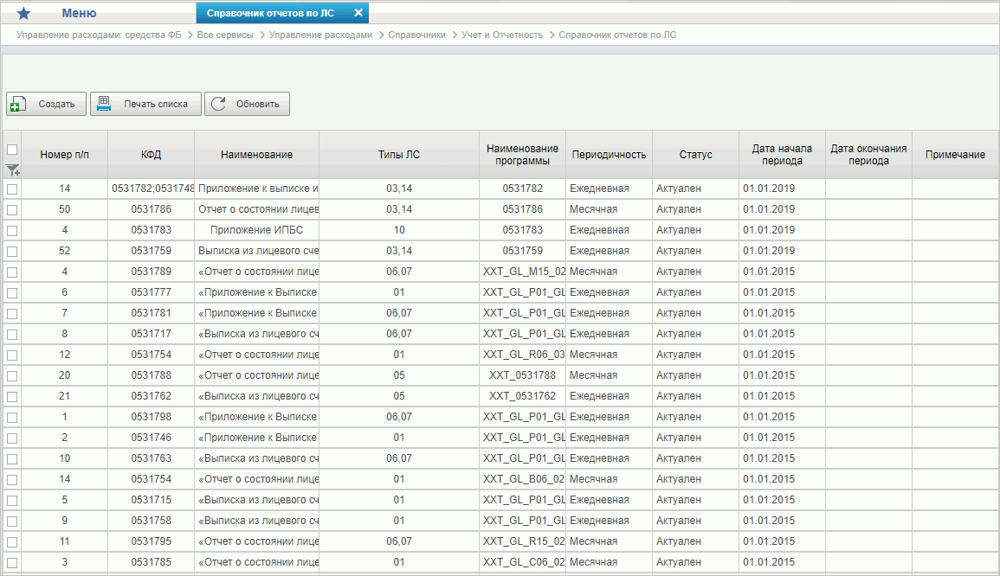 Меню Справочник отчетов по ЛС
Управление расходами: средства ФБ > Все сервисы > Управление расходами > Справочники > Учет и Отчетность > Справочник отчетов по ЛС
Создать Печать списка Обновить
Номер п/п КФД Наименование Типы ЛС Наименование программы Периодичность Статус Дата начала периода Дата окончания периода Примечание
14 0531782;0531748 Приложение к выписке и 03,14 0531782 Ежедневная Актуален 01.01.2019
50 0531786 Отчет о состоянии лицев 03,14 0531786 Месячная Актуален 01.01.2019
4 0531783 Приложение ИПБС 10 0531783 Ежедневная Актуален 01.01.2019
52 0531759 Выписка из лицевого сче 03,14 0531759 Ежедневная Актуален 01.01.2019
4 0531789 «Отчет о состоянии лице 06,07 XXT_GL_M15_02 Месячная Актуален 01.01.2015
6 0531777 «Приложение к Выписке 01 XXT_GL_P01_GL Ежедневная Актуален 01.01.2015
7 0531781 «Приложение к Выписке 06,07 XXT_GL_P01_GL Ежедневная Актуален 01.01.2015
8 0531717 «Выписка из лицевого сч 06,07 XXT_GL_P01_GL Ежедневная Актуален 01.01.2015
12 0531754 «Отчет о состоянии лице 01 XXT_GL_R06_03 Месячная Актуален 01.01.2015
20 0531788 «Отчет о состоянии лице 05 XXT_0531788 Месячная Актуален 01.01.2015
21 0531762 «Выписка из лицевого сч 05 XXT_0531762 Ежедневная Актуален 01.01.2015
1 0531798 «Приложение к Выписке 06,07 XXT_GL_P01_GL Ежедневная Актуален 01.01.2015
2 0531746 «Приложение к Выписке 01 XXT_GL_P01_GL Ежедневная Актуален 01.01.2015
10 0531763 «Выписка из лицевого сч 06,07 XXT_GL_P01_GL Ежедневная Актуален 01.01.2015
14 0531754 «Отчет о состоянии лице 01 XXT_GL_B06_02 Месячная Актуален 01.01.2015
5 0531715 «Выписка из лицевого сч 01 XXT_GL_P01_GL Ежедневная Актуален 01.01.2015
9 0531758 «Выписка из лицевого сч 01 XXT_GL_P01_GL Ежедневная Актуален 01.01.2015
11 0531795 «Отчет о состоянии лице 06,07 XXT_GL_R15_02 Месячная Актуален 01.01.2015
3 0531785 «Отчет о состоянии лице 01 XXT_GL_C06_02 Месячная Актуален 01.01.2015